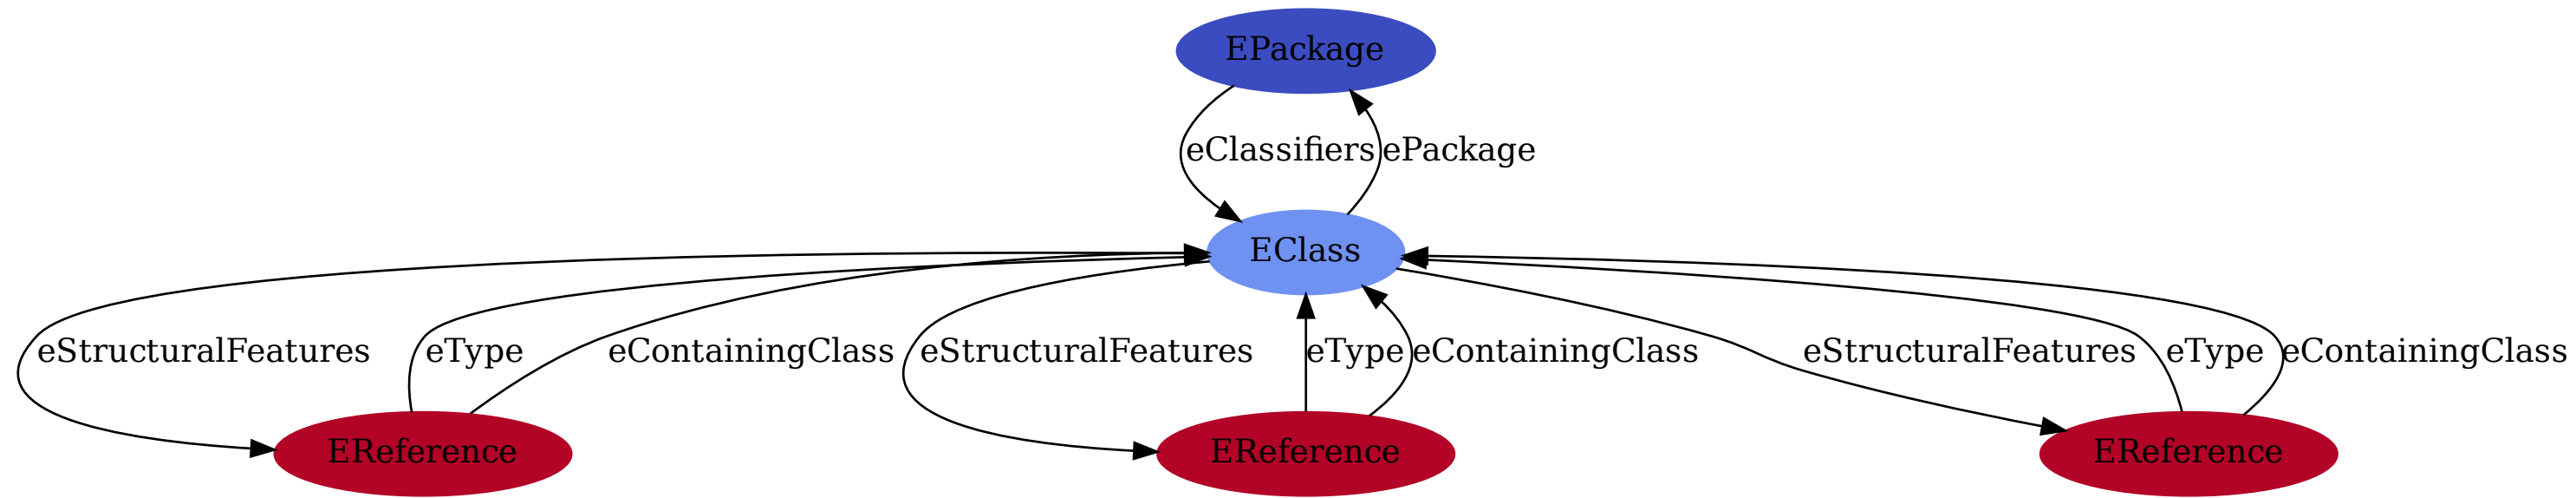 EPackage
eClassifiers
ePackage
EClass
eStructuralFeatures
eType
eContainingClass
eStructuralFeatures
eType
eContainingClass
eStructuralFeatures
eType
eContainingClass
EReference
EReference
EReference